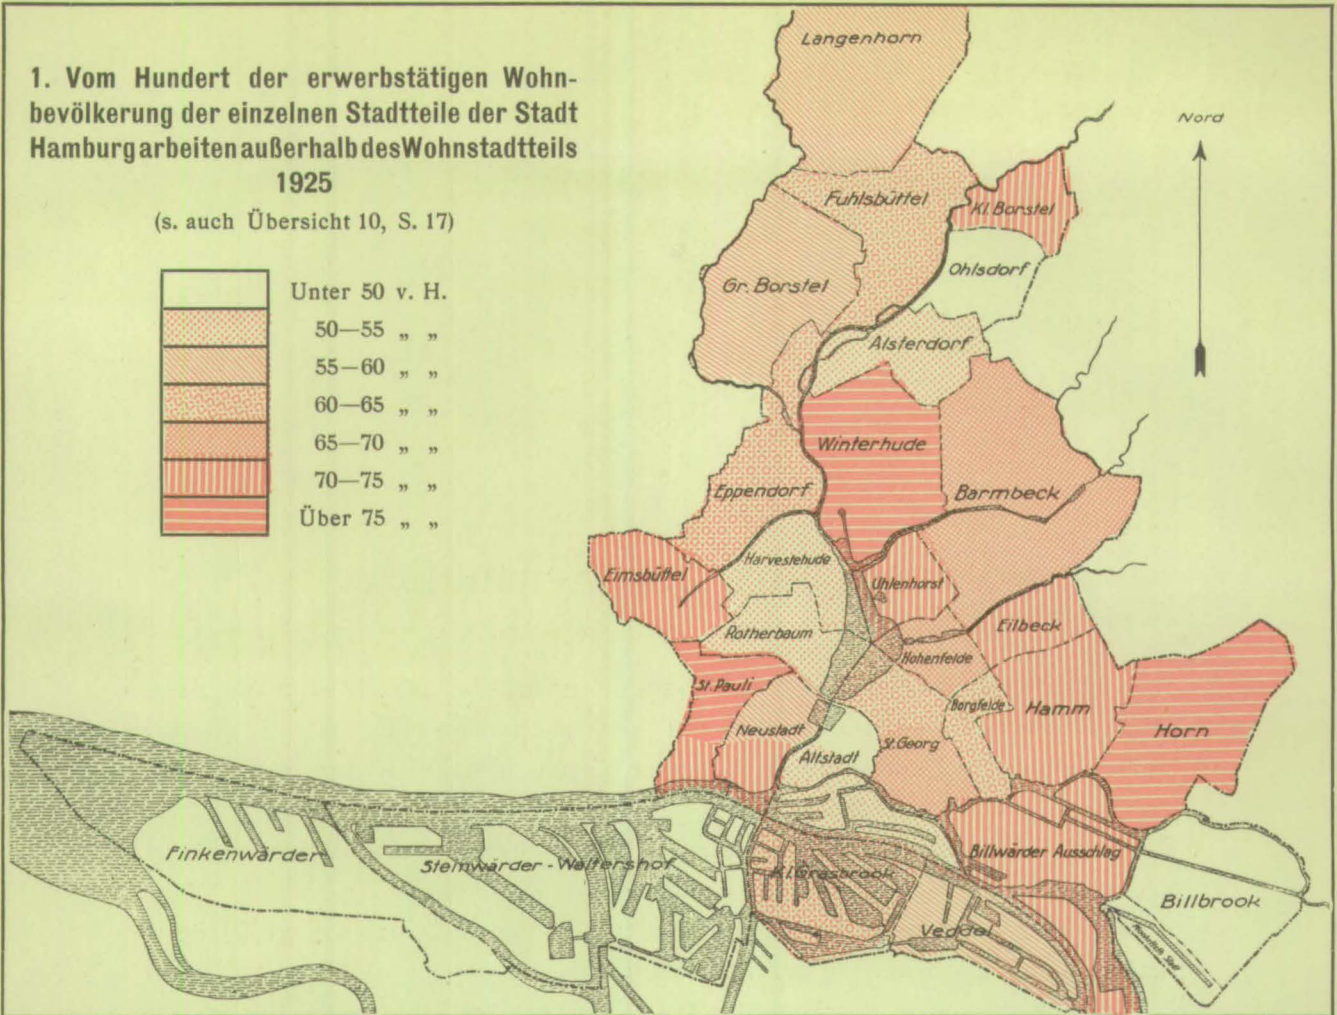 1. Vom Hundert der erwerbstätigen Wohn-
bevölkerung der einzelnen Stadtteile der Stadt
Hamburg arbeiten außerhalb des Wohnstadtteils
1925
(s. auch Übersicht 10, S. 17)
Unter 50 v. H.
50—55 „ „
55—60 „ „
60—65 „ „
65—70 „ „
70—75 „ „
Über 75 „ „
Nord
Langenhorn
Fuhlsbüttel
Kl. Borstel
Ohlsdorf
Gr. Borstel
Alsterdorf
Winterhude
Barmbeck
Eppendorf
Harvestehude
Eimsbüttel
Uhlenhorst
Rotherbaum
Eilbeck
Hohenfelde
St. Pauli
Borgfelde
Hamm
Neustadt
Horn
St. Georg
Altstadt
Finkenwärder
Steinwärder-Waltershof
Kl. Grasbrook
Billwärder Ausschlag
Billbrook
Veddel